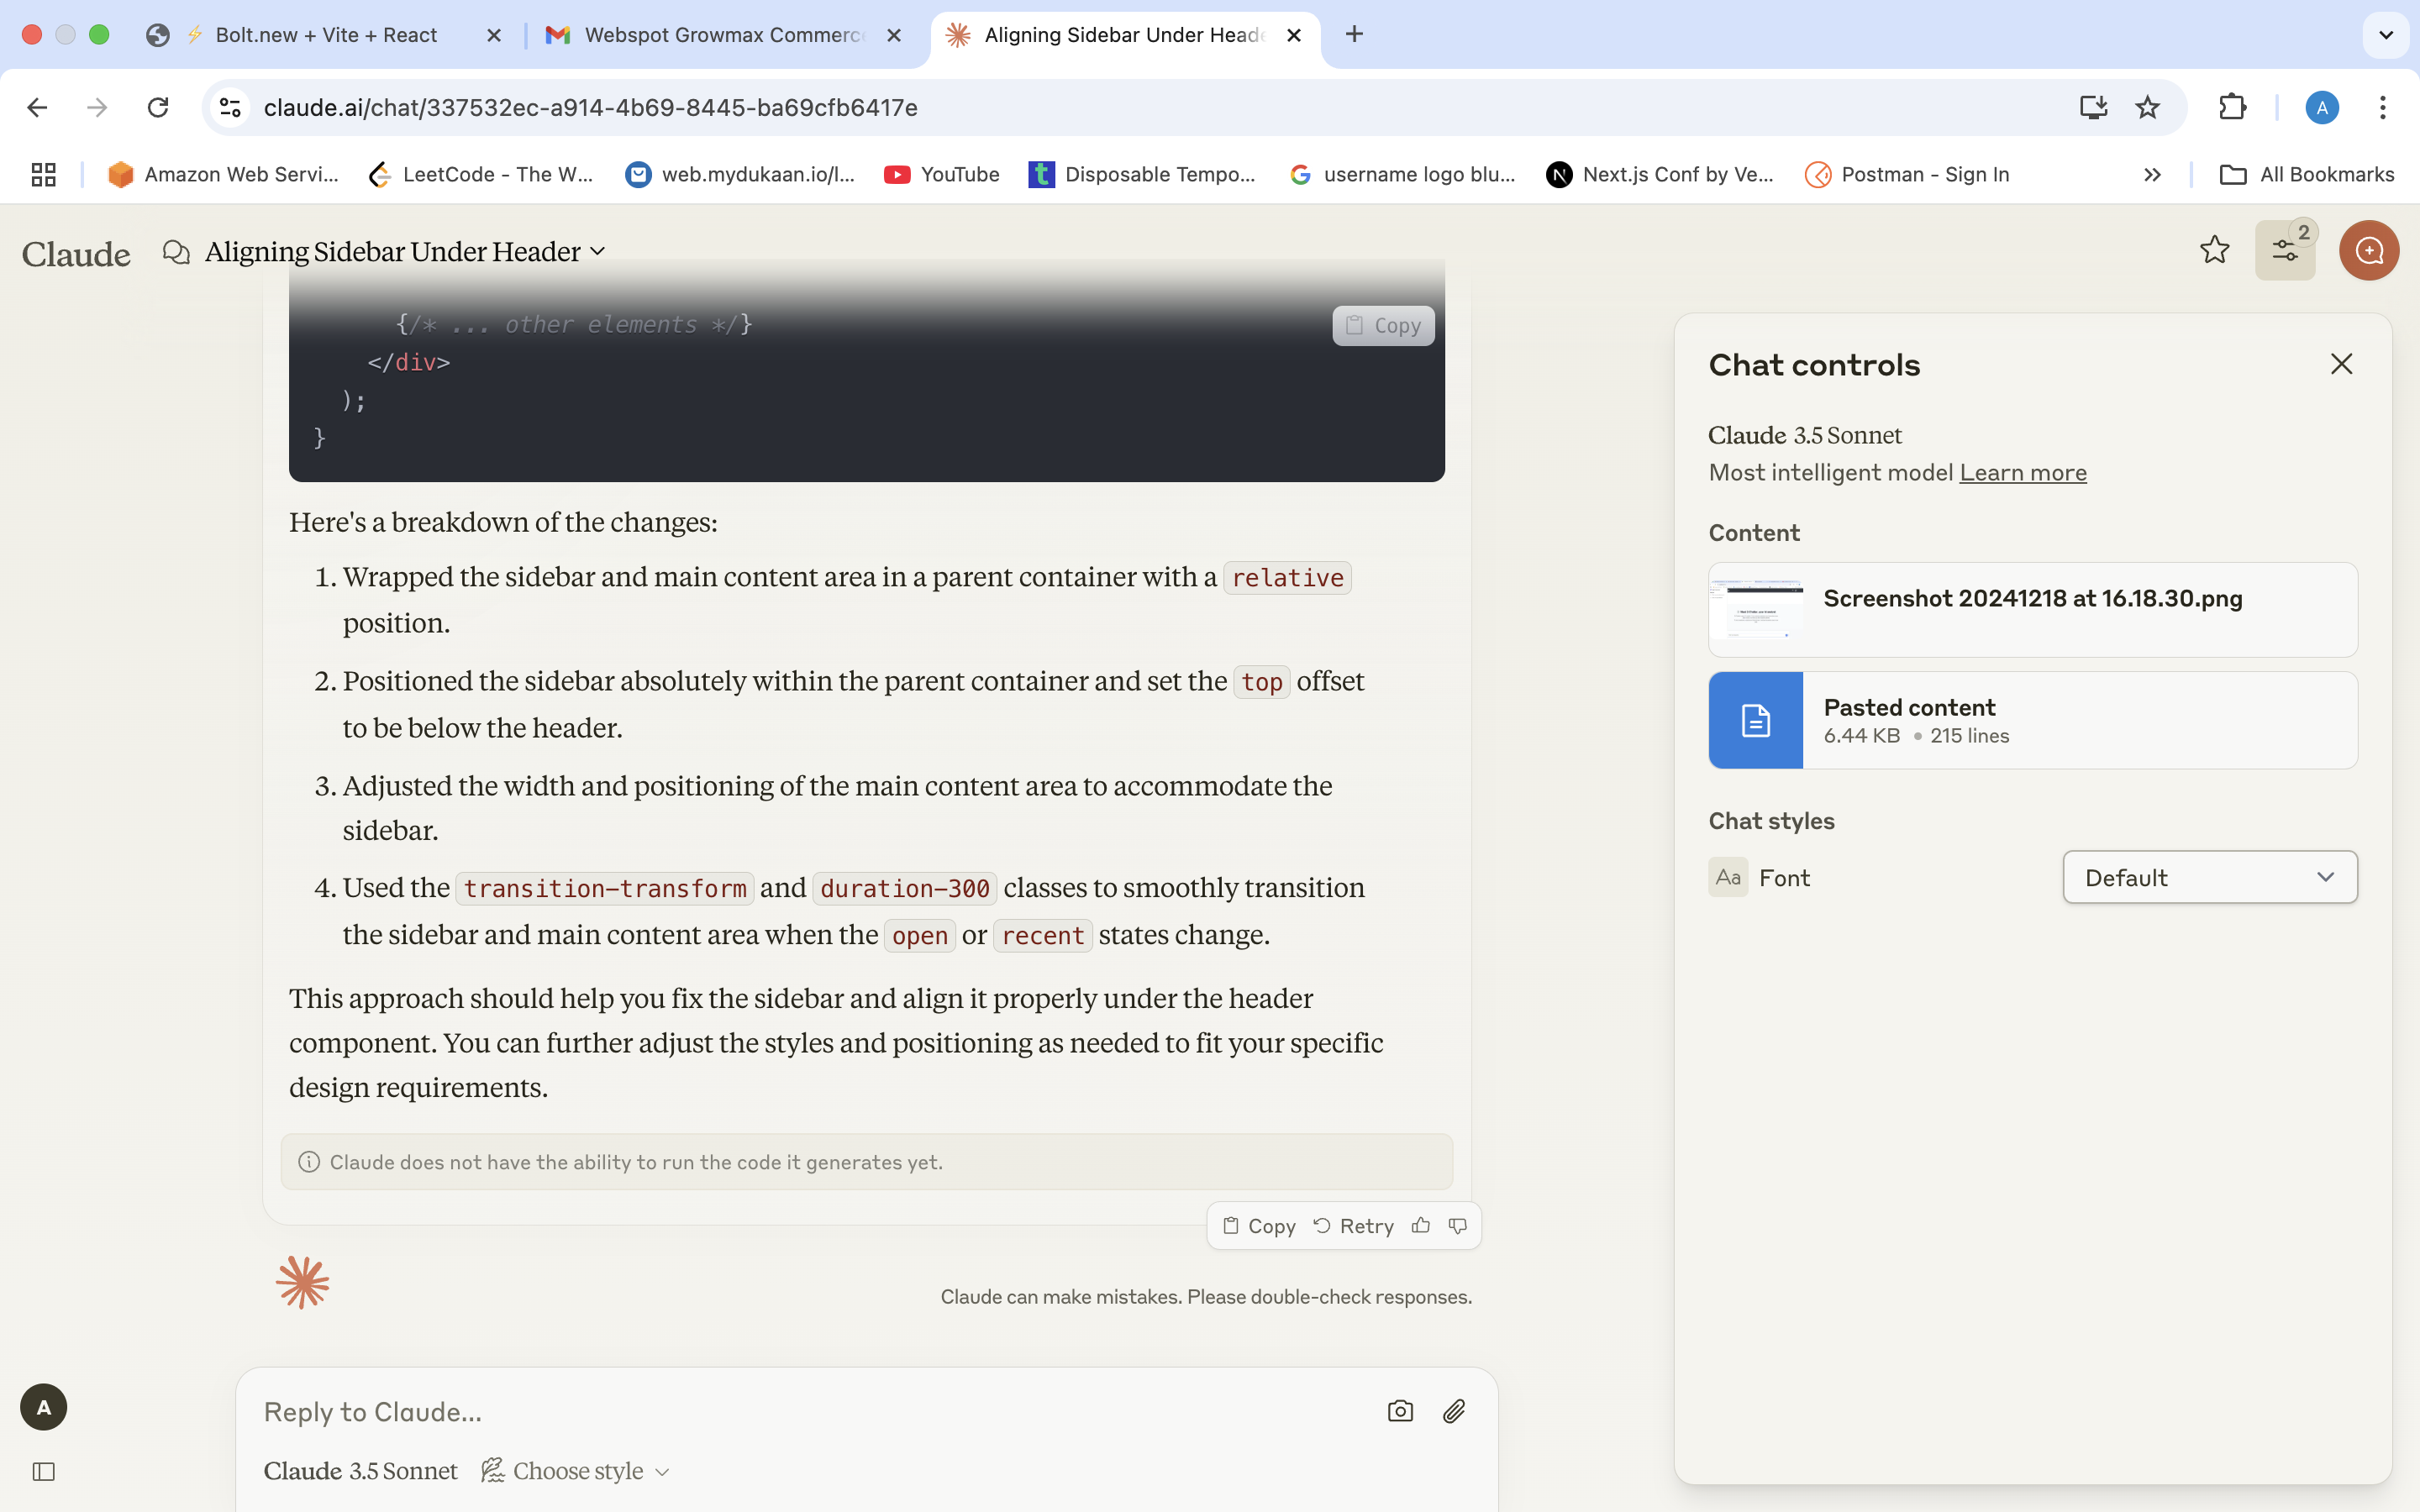 ⚡ Bolt.new + Vite + React
Webspot Growmax Commerce
Aligning Sidebar Under Heade
claude.ai/chat/337532ec-a914-4b69-8445-ba69cfb6417e
A
Amazon Web Servi...
LeetCode - The W...
web.mydukaan.io/l...
YouTube
Disposable Tempo...
username logo blu...
Next.js Conf by Ve...
Postman - Sign In
All Bookmarks
Claude
Aligning Sidebar Under Header
2
{/* ... other elements */}
Copy
</div>
);
}
Here's a breakdown of the changes:
1. Wrapped the sidebar and main content area in a parent container with a relative
position.
2. Positioned the sidebar absolutely within the parent container and set the top offset
to be below the header.
3. Adjusted the width and positioning of the main content area to accommodate the
sidebar.
4. Used the transition-transform and duration-300 classes to smoothly transition
the sidebar and main content area when the open or recent states change.
This approach should help you fix the sidebar and align it properly under the header
component. You can further adjust the styles and positioning as needed to fit your specific
design requirements.
Claude does not have the ability to run the code it generates yet.
Copy Retry
Claude can make mistakes. Please double-check responses.
A
Reply to Claude...
Claude 3.5 Sonnet Choose style
Chat controls
Claude 3.5 Sonnet
Most intelligent model Learn more
Content
Screenshot 20241218 at 16.18.30.png
Pasted content
6.44 KB • 215 lines
Chat styles
Aa Font
Default